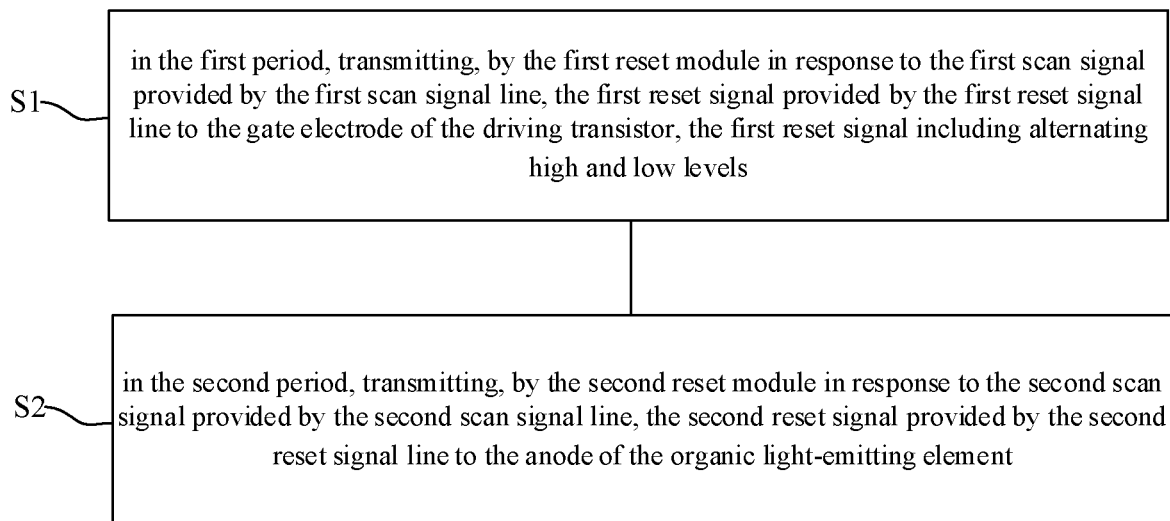 in the first period, transmitting, by the first reset module in response to the first scan signal
S1
provided by the first scan signal line, the first reset signal provided by the first reset signal
line to the gate electrode of the driving transistor, the first reset signal including alternating
high and low levels
in the second period, transmitting, by the second reset module in response to the second scan
S2
signal provided by the second scan signal line, the second reset signal provided by the second
reset signal line to the anode of the organic light-emitting element